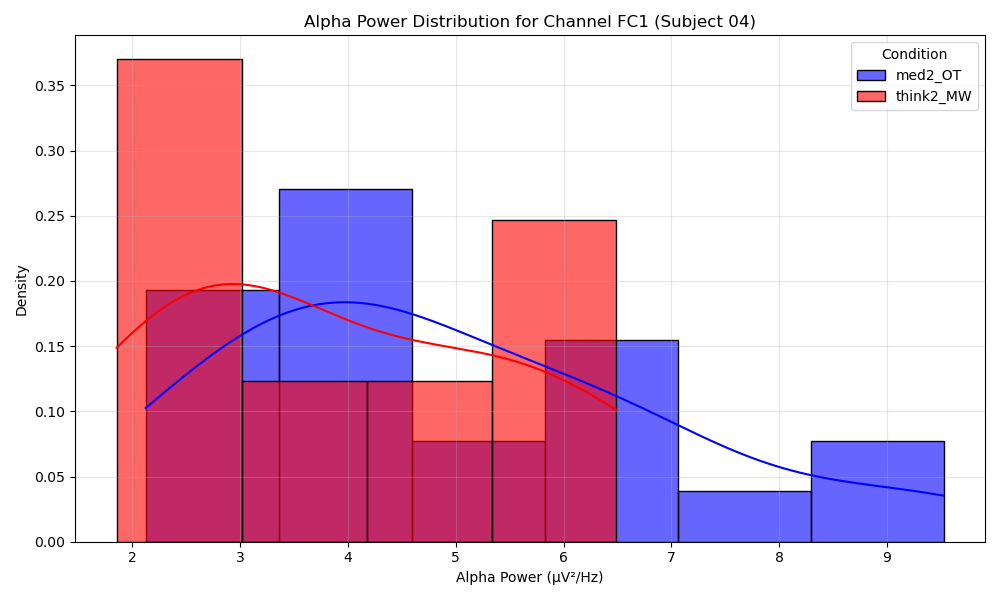 Alpha Power Distribution for Channel FC1 (Subject 04)
Condition
med2_OT
think2_MW
Density
0.35
0.30
0.25
0.20
0.15
0.10
0.05
0.00
2 3 4 5 6 7 8 9
Alpha Power (µV²/Hz)